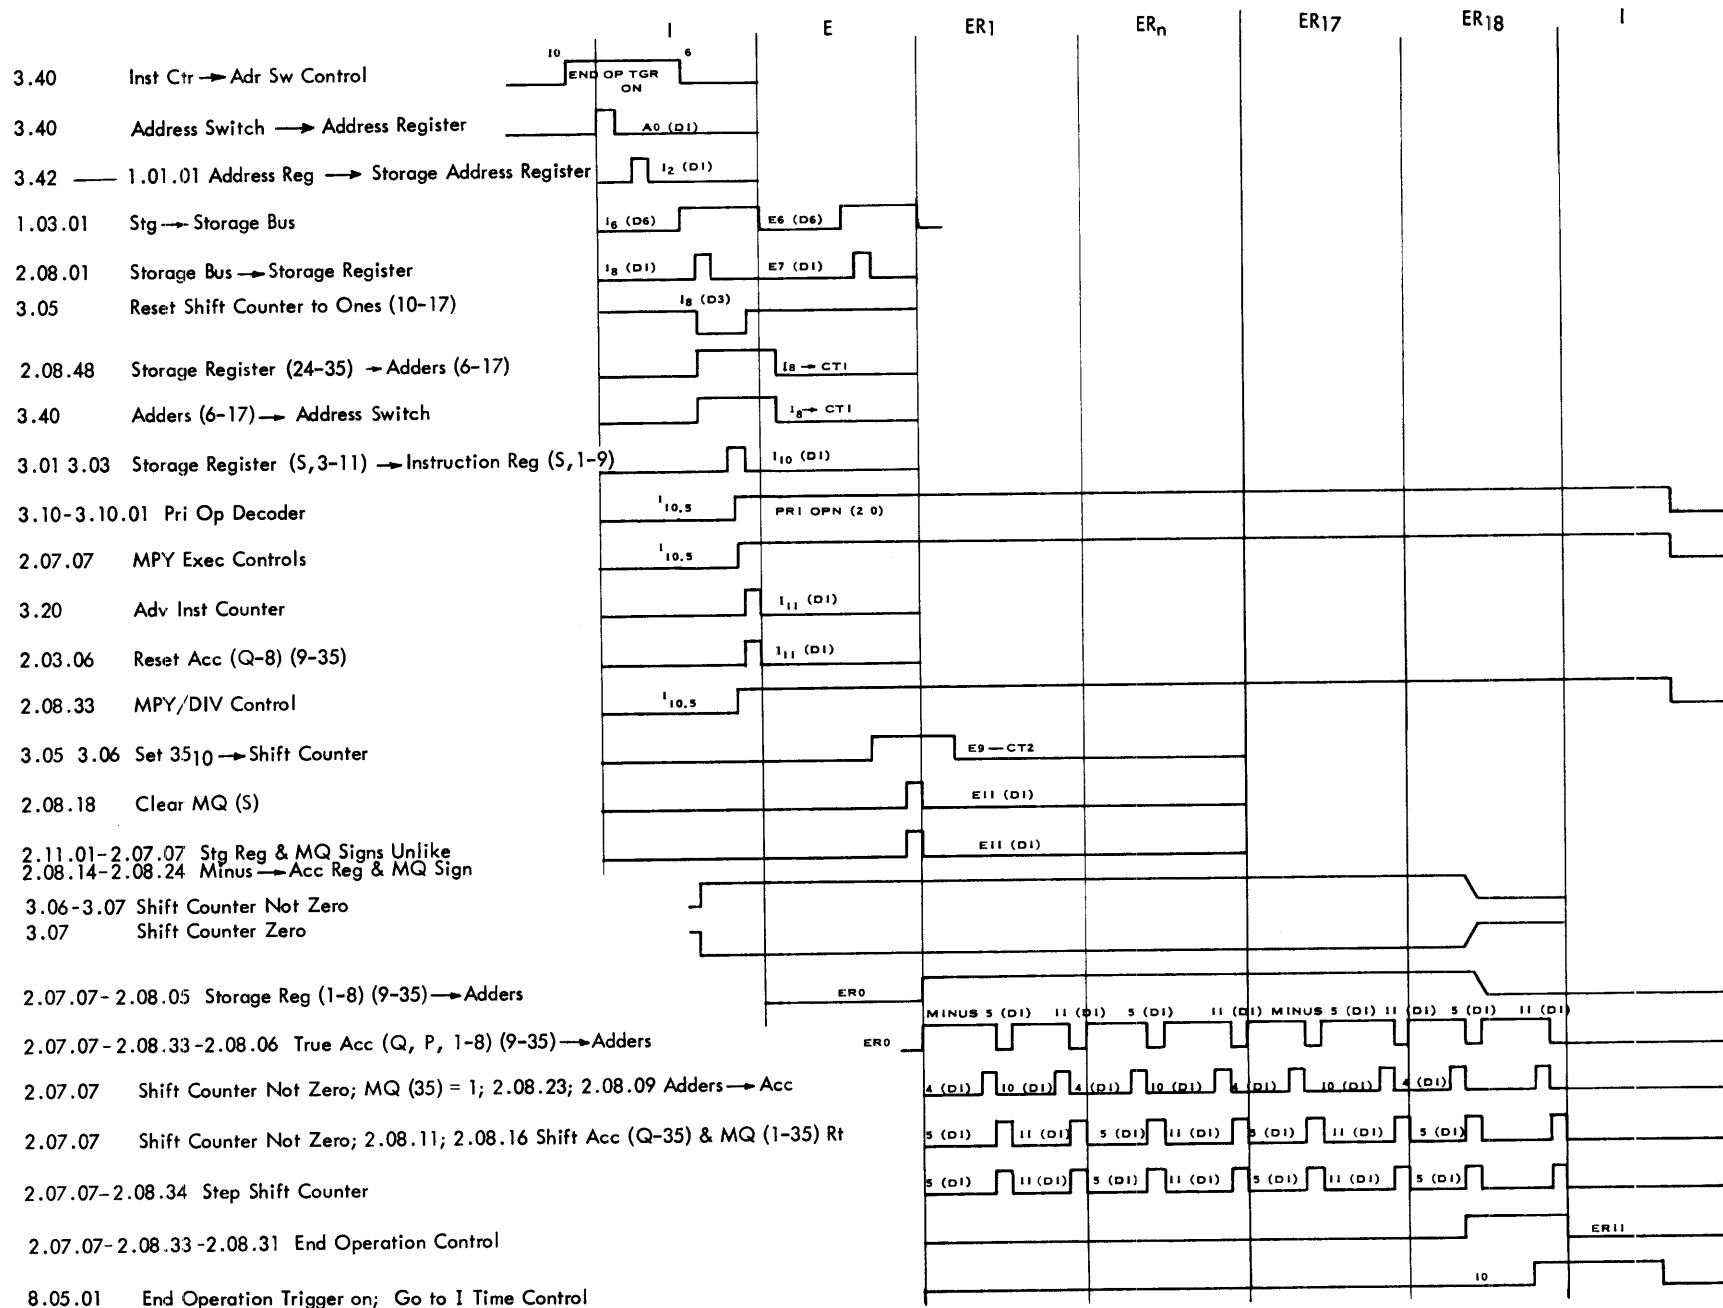 I E ER1 ERn ER17 ER18 I
10 6
3.40 Inst Ctr → Adr Sw Control END OP TGR
ON
3.40 Address Switch → Address Register A0 (D1)
3.42 — 1.01.01 Address Reg → Storage Address Register I2 (D1)
1.03.01 Stg → Storage Bus I6 (D6) E6 (D6)
2.08.01 Storage Bus → Storage Register I8 (D1) E7 (D1)
3.05 Reset Shift Counter to Ones (10-17) I8 (D3)
2.08.48 Storage Register (24-35) → Adders (6-17) I8 → CT1
3.40 Adders (6-17) → Address Switch I8 → CT1
3.01 3.03 Storage Register (S,3-11) → Instruction Reg (S,1-9) I10 (D1)
3.10-3.10.01 Pri Op Decoder I10.5 PRI OPN (20)
2.07.07 MPY Exec Controls I10.5
3.20 Adv Inst Counter I11 (D1)
2.03.06 Reset Acc (Q-8) (9-35) I11 (D1)
2.08.33 MPY/DIV Control I10.5
3.05 3.06 Set 3510 → Shift Counter E9—CT2
2.08.18 Clear MQ (S) E11 (D1)
2.11.01-2.07.07 Stg Reg & MQ Signs Unlike E11 (D1)
2.08.14-2.08.24 Minus → Acc Reg & MQ Sign
3.06-3.07 Shift Counter Not Zero
3.07 Shift Counter Zero
2.07.07-2.08.05 Storage Reg (1-8) (9-35) → Adders ER0
MINUS 5 (D1) 11 (D1) 5 (D1) 11 (D1) MINUS 5 (D1) 11 (D1) 5 (D1) 11 (D1)
2.07.07-2.08.33-2.08.06 True Acc (Q, P, 1-8) (9-35) → Adders ER0
2.07.07 Shift Counter Not Zero; MQ (35) = 1; 2.08.23; 2.08.09 Adders → Acc 4 (D1) 10 (D1) 4 (D1) 10 (D1) 4 (D1) 10 (D1) 4 (D1)
2.07.07 Shift Counter Not Zero; 2.08.11; 2.08.16 Shift Acc (Q-35) & MQ (1-35) Rt 5 (D1) 11 (D1) 5 (D1) 11 (D1) 5 (D1) 11 (D1) 5 (D1)
2.07.07-2.08.34 Step Shift Counter 5 (D1) 11 (D1) 5 (D1) 11 (D1) 5 (D1) 11 (D1) 5 (D1)
2.07.07-2.08.33-2.08.31 End Operation Control ER11
8.05.01 End Operation Trigger on; Go to I Time Control 10